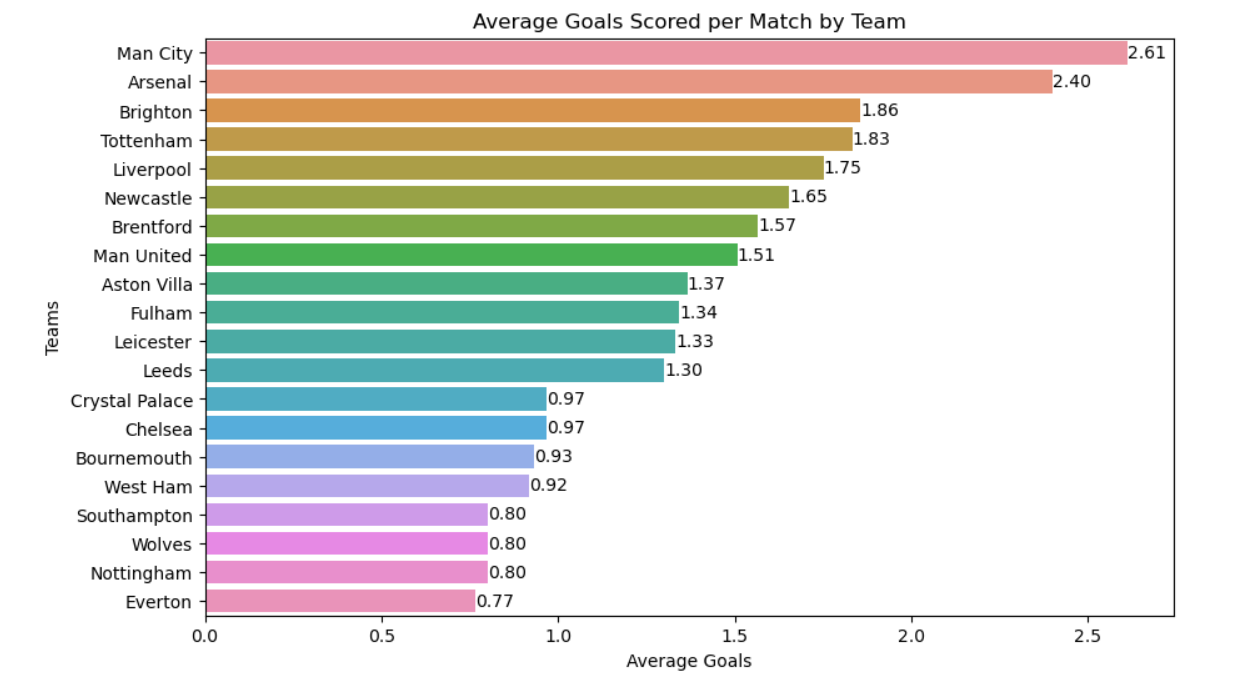 Average Goals Scored per Match by Team
Teams
Man City 2.61
Arsenal 2.40
Brighton 1.86
Tottenham 1.83
Liverpool 1.75
Newcastle 1.65
Brentford 1.57
Man United 1.51
Aston Villa 1.37
Fulham 1.34
Leicester 1.33
Leeds 1.30
Crystal Palace 0.97
Chelsea 0.97
Bournemouth 0.93
West Ham 0.92
Southampton 0.80
Wolves 0.80
Nottingham 0.80
Everton 0.77
0.0 0.5 1.0 1.5 2.0 2.5
Average Goals